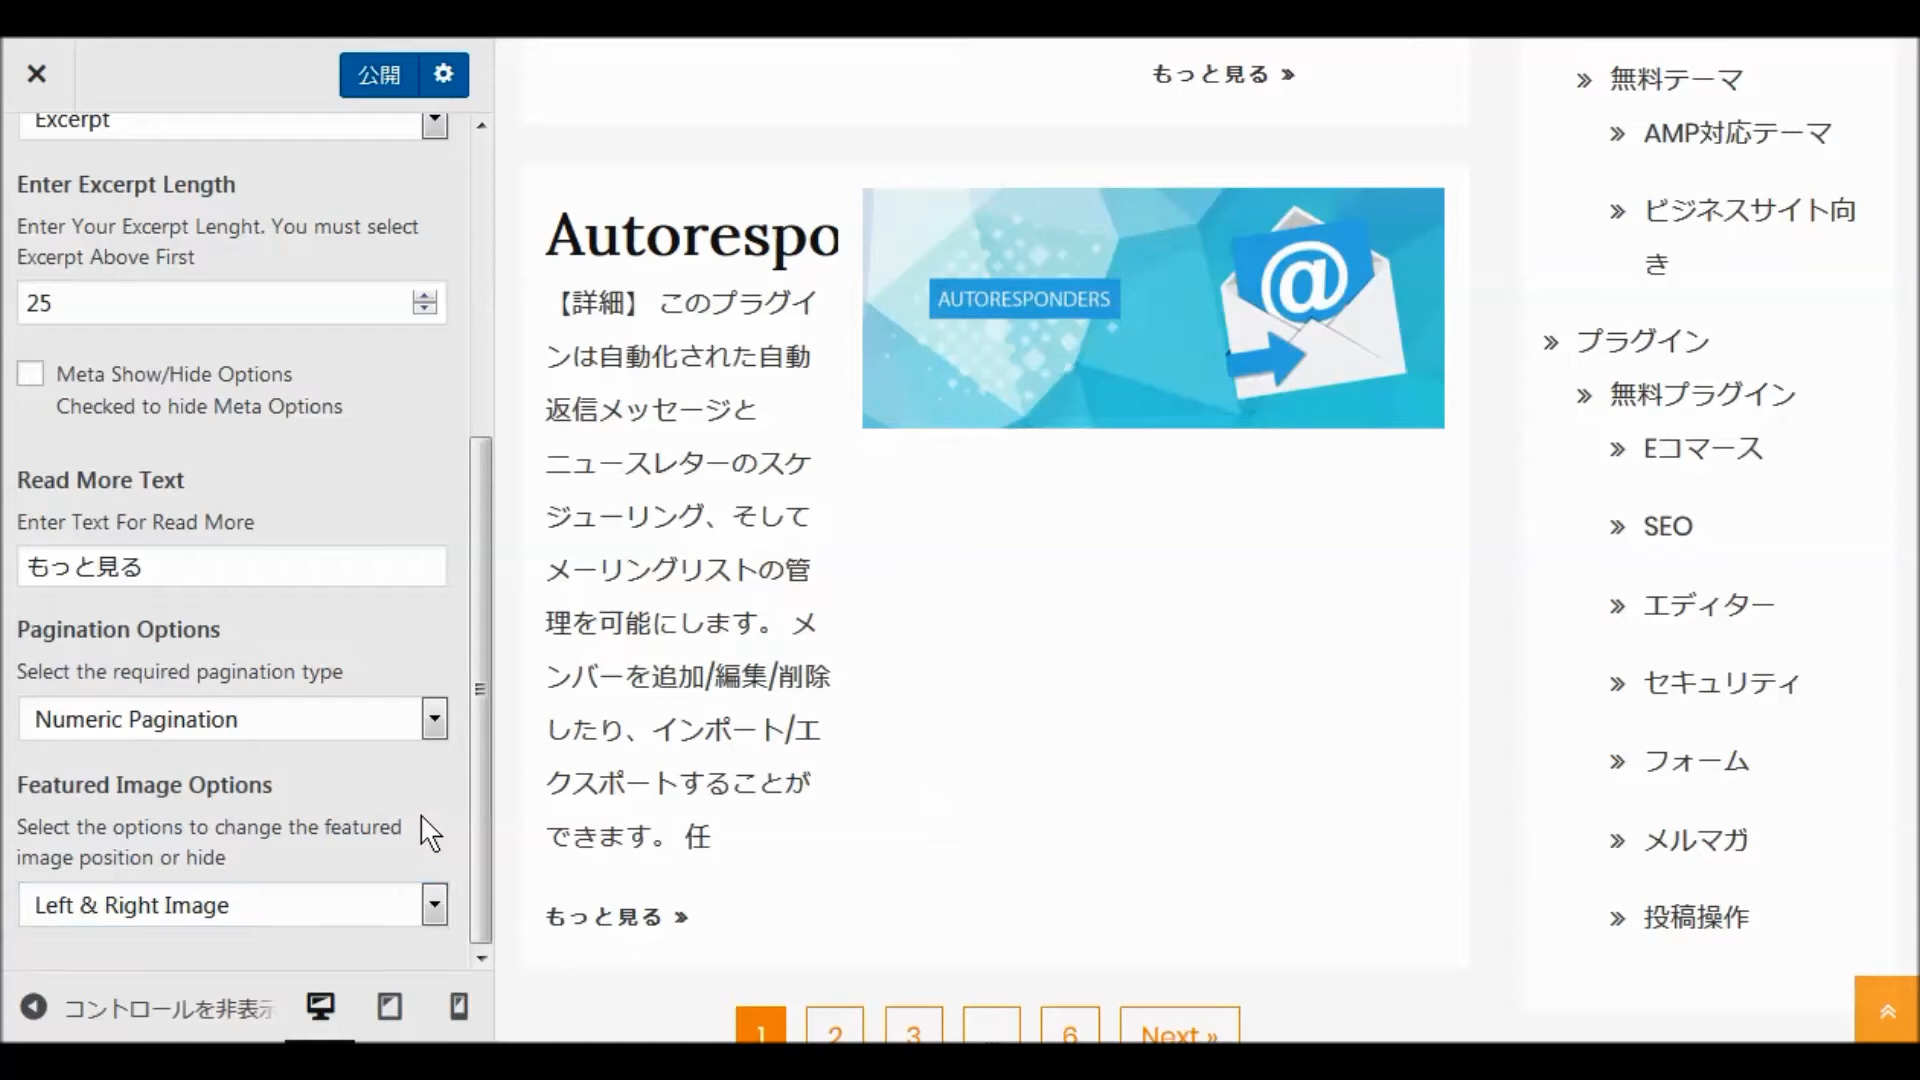 公開
Excerpt
Enter Excerpt Length
Enter Your Excerpt Lenght. You must select
Excerpt Above First
25
Meta Show/Hide Options
Checked to hide Meta Options
Read More Text
Enter Text For Read More
もっと見る
Pagination Options
Select the required pagination type
Numeric Pagination
Featured Image Options
Select the options to change the featured
image position or hide
Left & Right Image
コントロールを非表示
もっと見る »
Autorespo
【詳細】 このプラグイ
ンは自動化された自動
返信メッセージと
ニュースレターのスケ
ジューリング、そして
メーリングリストの管
理を可能にします。 メ
ンバーを追加/編集/削除
したり、インポート/エ
クスポートすることが
できます。 任
もっと見る »
AUTORESPONDERS
@
1 2 3 ... 6 Next »
» 無料テーマ
» AMP対応テーマ
» ビジネスサイト向
き
» プラグイン
» 無料プラグイン
» Eコマース
» SEO
» エディター
» セキュリティ
» フォーム
» メルマガ
» 投稿操作